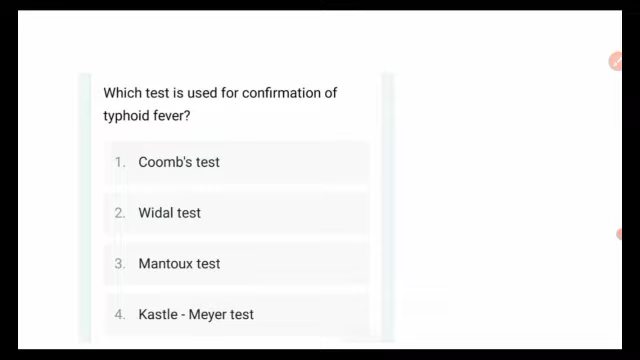 Which test is used for confirmation of
typhoid fever?
1. Coomb's test
2. Widal test
3. Mantoux test
4. Kastle - Meyer test